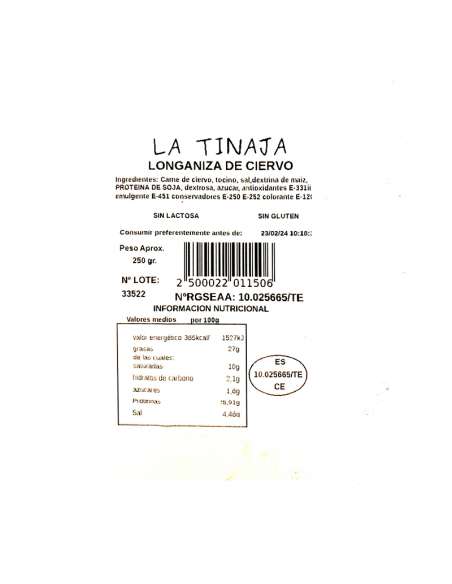 LA TINAJA
LONGANIZA DE CIERVO
Ingredientes: Carne de ciervo, tocino, sal,dextrina de maiz,
PROTEINA DE SOJA, dextrosa, azucar, antioxidantes E-331iii
emulgente E-451 conservadores E-250 E-252 colorante E-120
SIN LACTOSA SIN GLUTEN
Consumir preferentemente antes de: 23/02/24 10:10:
Peso Aprox.
250 gr.
2 500022 011506
Nº LOTE:
33522
NºRGSEAA: 10.025665/TE
INFORMACION NUTRICIONAL
Valores medios por 100g
valor energético 365kcal/ 1527kJ
grasas 27g
de las cuales:
saturadas 10g
hidratos de carbono 2,1g
azucares 1,6g
Proteinas
Sal 4,46g
ES
10.025665/TE
CE